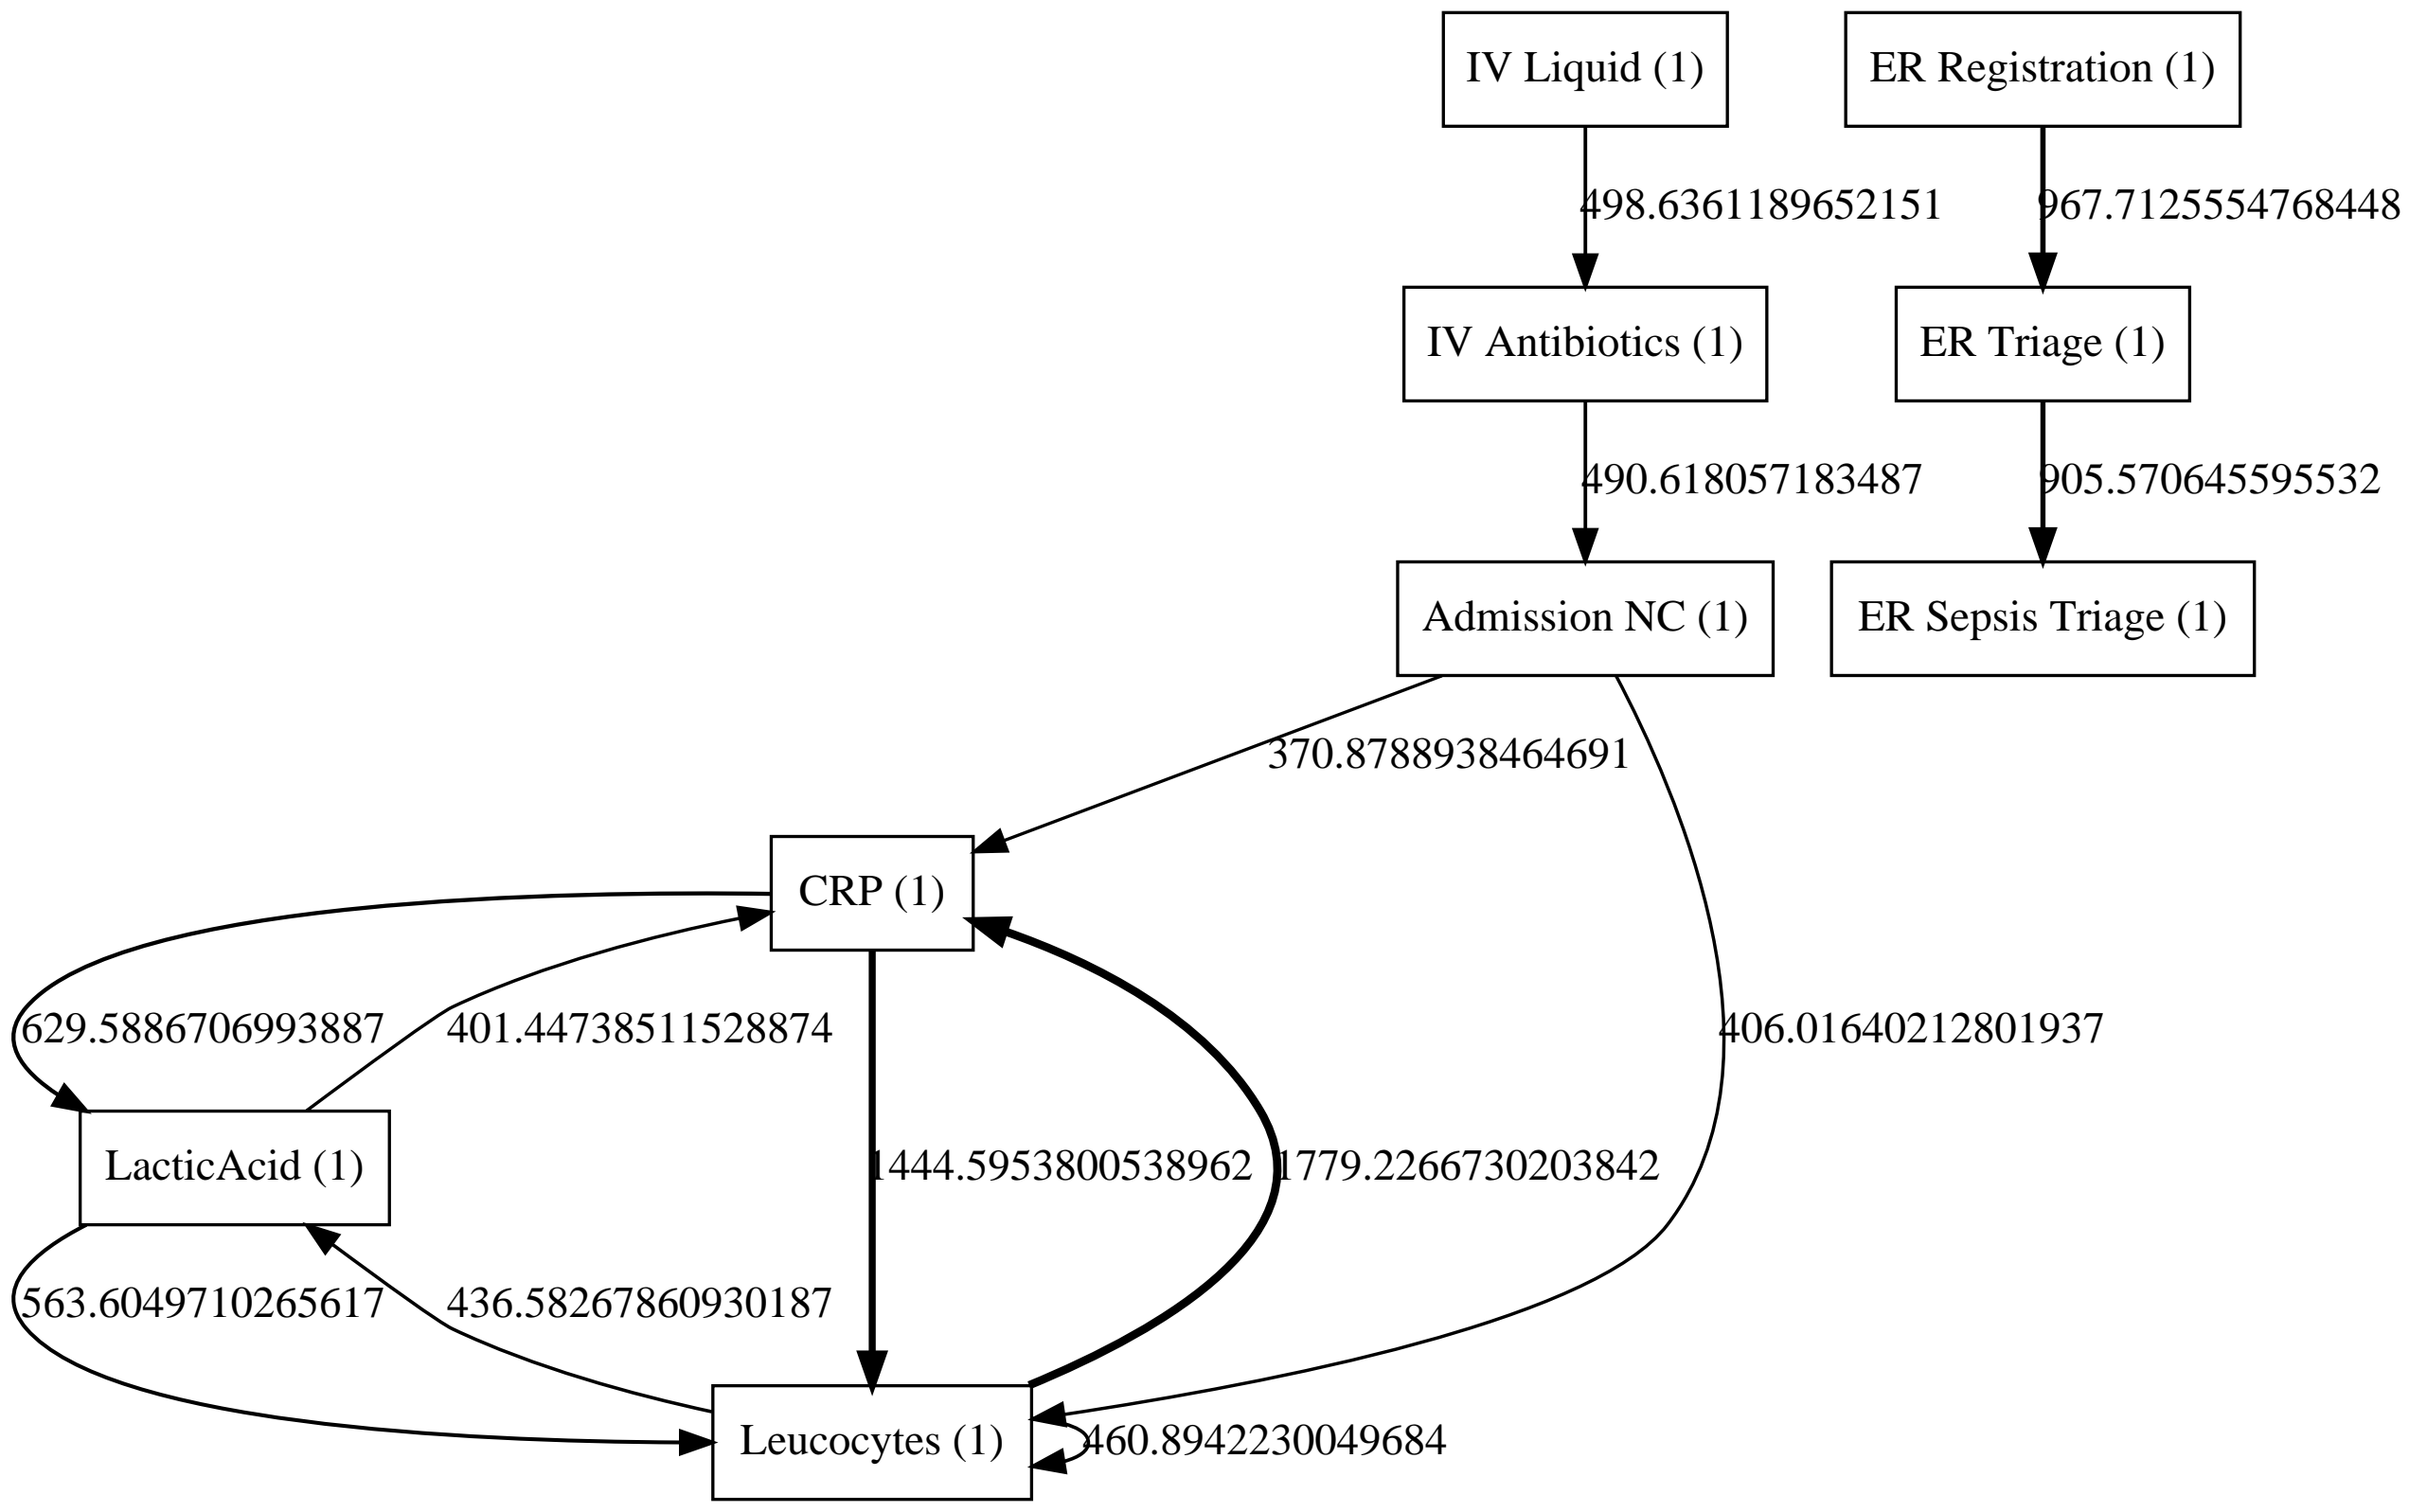 IV Liquid (1)
ER Registration (1)
498.6361189652151
967.7125554768448
IV Antibiotics (1)
ER Triage (1)
490.618057183487
905.570645595532
Admission NC (1)
ER Sepsis Triage (1)
370.8788938464691
CRP (1)
629.5886706993887
401.44738511528874
406.01640212801937
LacticAcid (1)
1444.5953800538962
1779.2266730203842
563.6049710265617
436.58267860930187
Leucocytes (1)
460.8942230049684